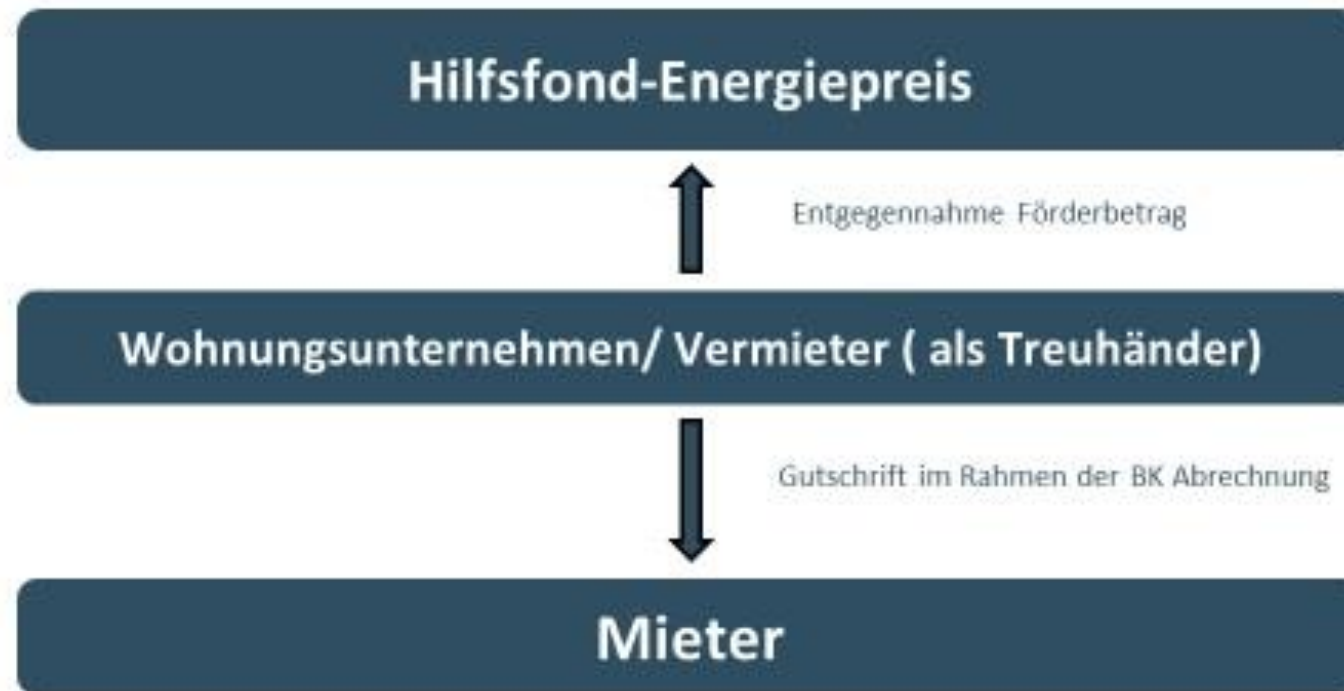 Hilfsfond-Energiepreis
Entgegennahme Förderbetrag
Wohnungsunternehmen/ Vermieter ( als Treuhänder)
Gutschrift im Rahmen der BK Abrechnung
Mieter